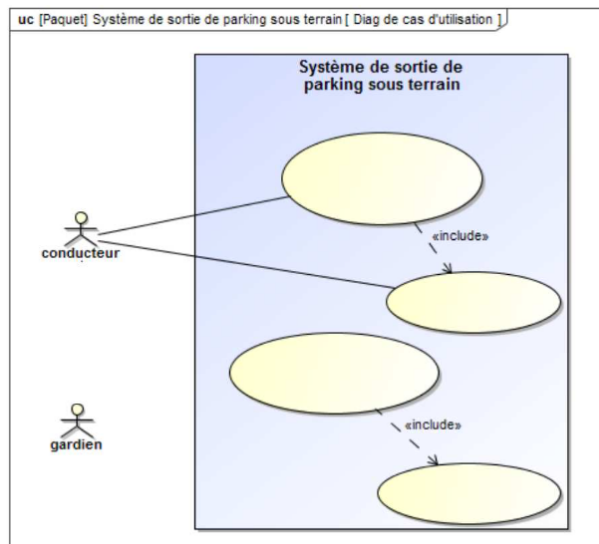 uc [Paquet] Système de sortie de parking sous terrain [ Diag de cas d'utilisation ]
Système de sortie de
parking sous terrain
«include»
conducteur
«include»
gardien